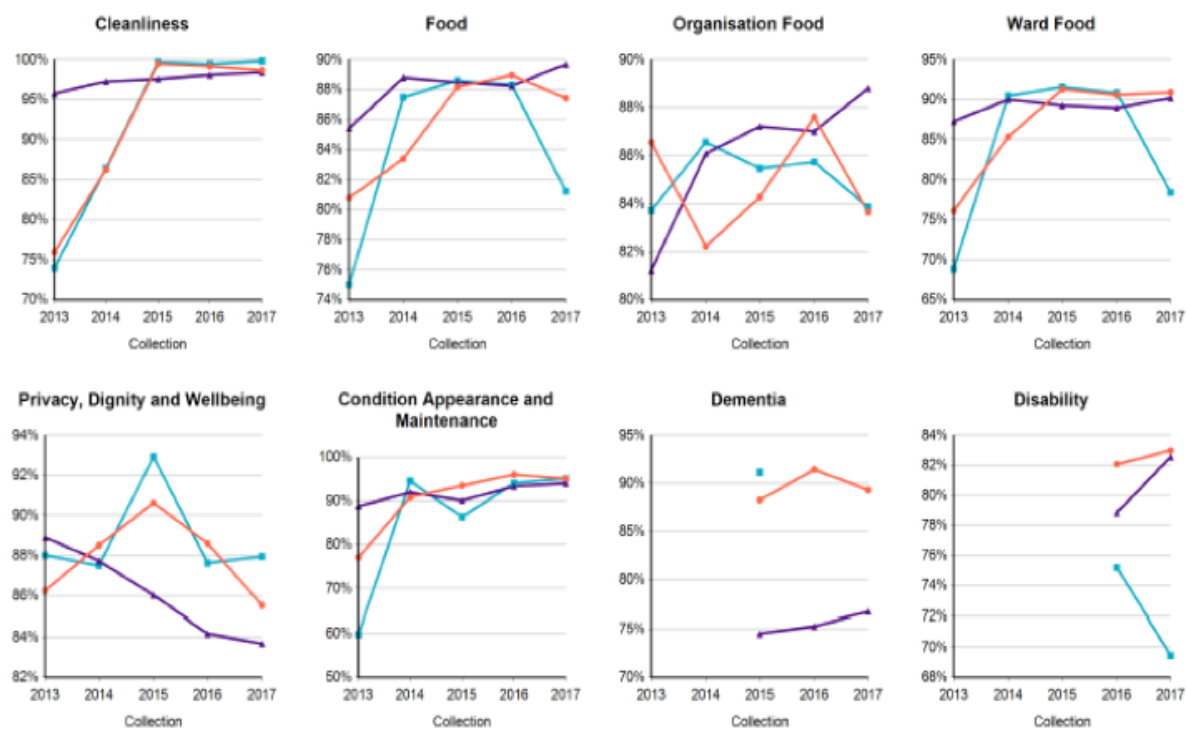 Cleanliness
100%
95%
90%
85%
80%
75%
70%
2013 2014 2015 2016 2017
Collection
Food
90%
88%
86%
84%
82%
80%
78%
76%
74%
2013 2014 2015 2016 2017
Collection
Organisation Food
90%
88%
86%
84%
82%
80%
2013 2014 2015 2016 2017
Collection
Ward Food
95%
90%
85%
80%
75%
70%
65%
2013 2014 2015 2016 2017
Collection
Privacy, Dignity and Wellbeing
94%
92%
90%
88%
86%
84%
82%
2013 2014 2015 2016 2017
Collection
Condition Appearance and
Maintenance
100%
90%
80%
70%
60%
50%
2013 2014 2015 2016 2017
Collection
Dementia
95%
90%
85%
80%
75%
70%
2013 2014 2015 2016 2017
Collection
Disability
84%
82%
80%
78%
76%
74%
72%
70%
68%
2013 2014 2015 2016 2017
Collection